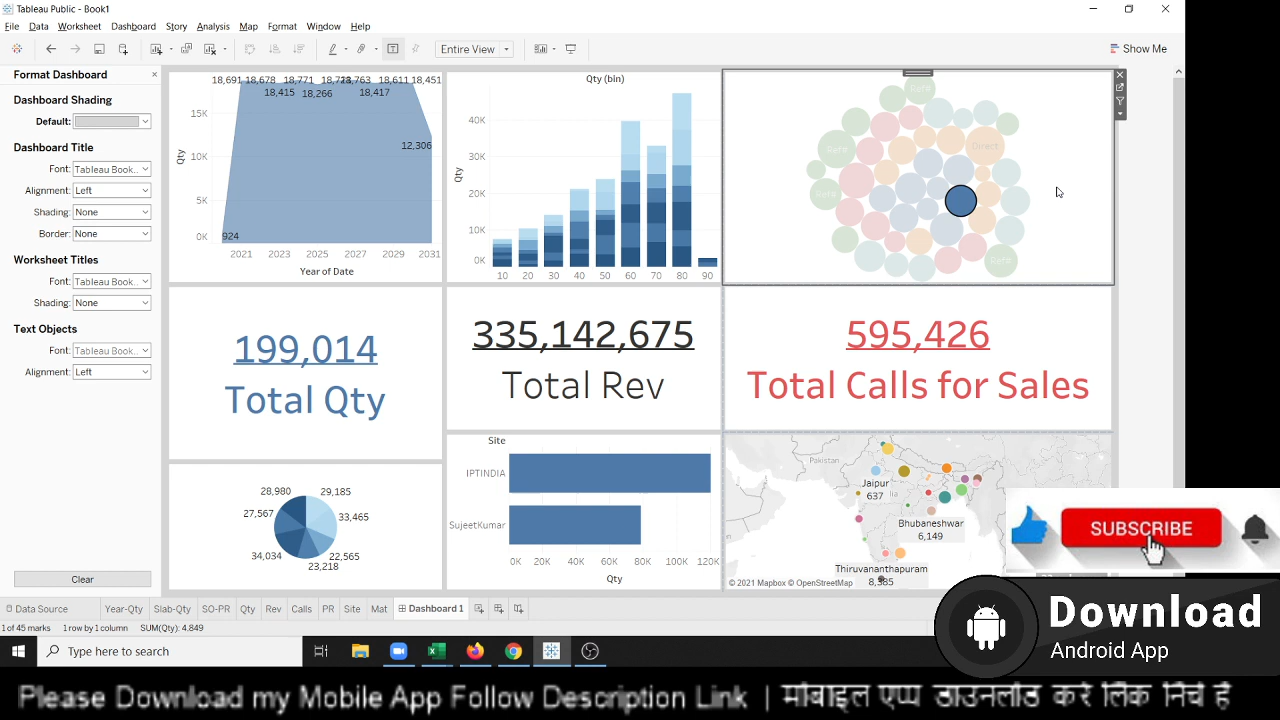 Tableau Public - Book1
File Data Worksheet Dashboard Story Analysis Map Format Window Help
Entire View
Show Me
Format Dashboard
Dashboard Shading
Default:
Dashboard Title
Font: Tableau Book..
Alignment: Left
Shading: None
Border: None
Worksheet Titles
Font: Tableau Book..
Shading: None
Text Objects
Font: Tableau Book..
Alignment: Left
Clear
18,691 18,678 18,771 18,763 18,611 18,451
18,415 18,266 18,417
12,306
924
Qty
15K
10K
5K
0K
2021 2023 2025 2027 2029 2031
Year of Date
Qty (bin)
Qty
40K
30K
20K
10K
0K
10 20 30 40 50 60 70 80 90
Ref#
Direct
Ref#
Ref#
Ref#
199,014
Total Qty
335,142,675
Total Rev
595,426
Total Calls for Sales
28,980 29,185
27,567 33,465
34,034 22,565
23,218
Site
IPTINDIA
SujeetKumar
0K 20K 40K 60K 80K 100K 120K
Qty
Pakistan
Jaipur
637
Bhubaneshwar
6,149
Thiruvananthapuram
8,385
© 2021 Mapbox © OpenStreetMap
SUBSCRIBE
Download
Android App
Data Source Year-Qty Slab-Qty SO-PR Qty Rev Calls PR Site Mat Dashboard 1
1 of 45 marks 1 row by 1 column SUM(Qty): 4,849
Type here to search
Please Download my Mobile App Follow Description Link | मोबाइल एप्प डाउनलोड करे लिंक निचे है